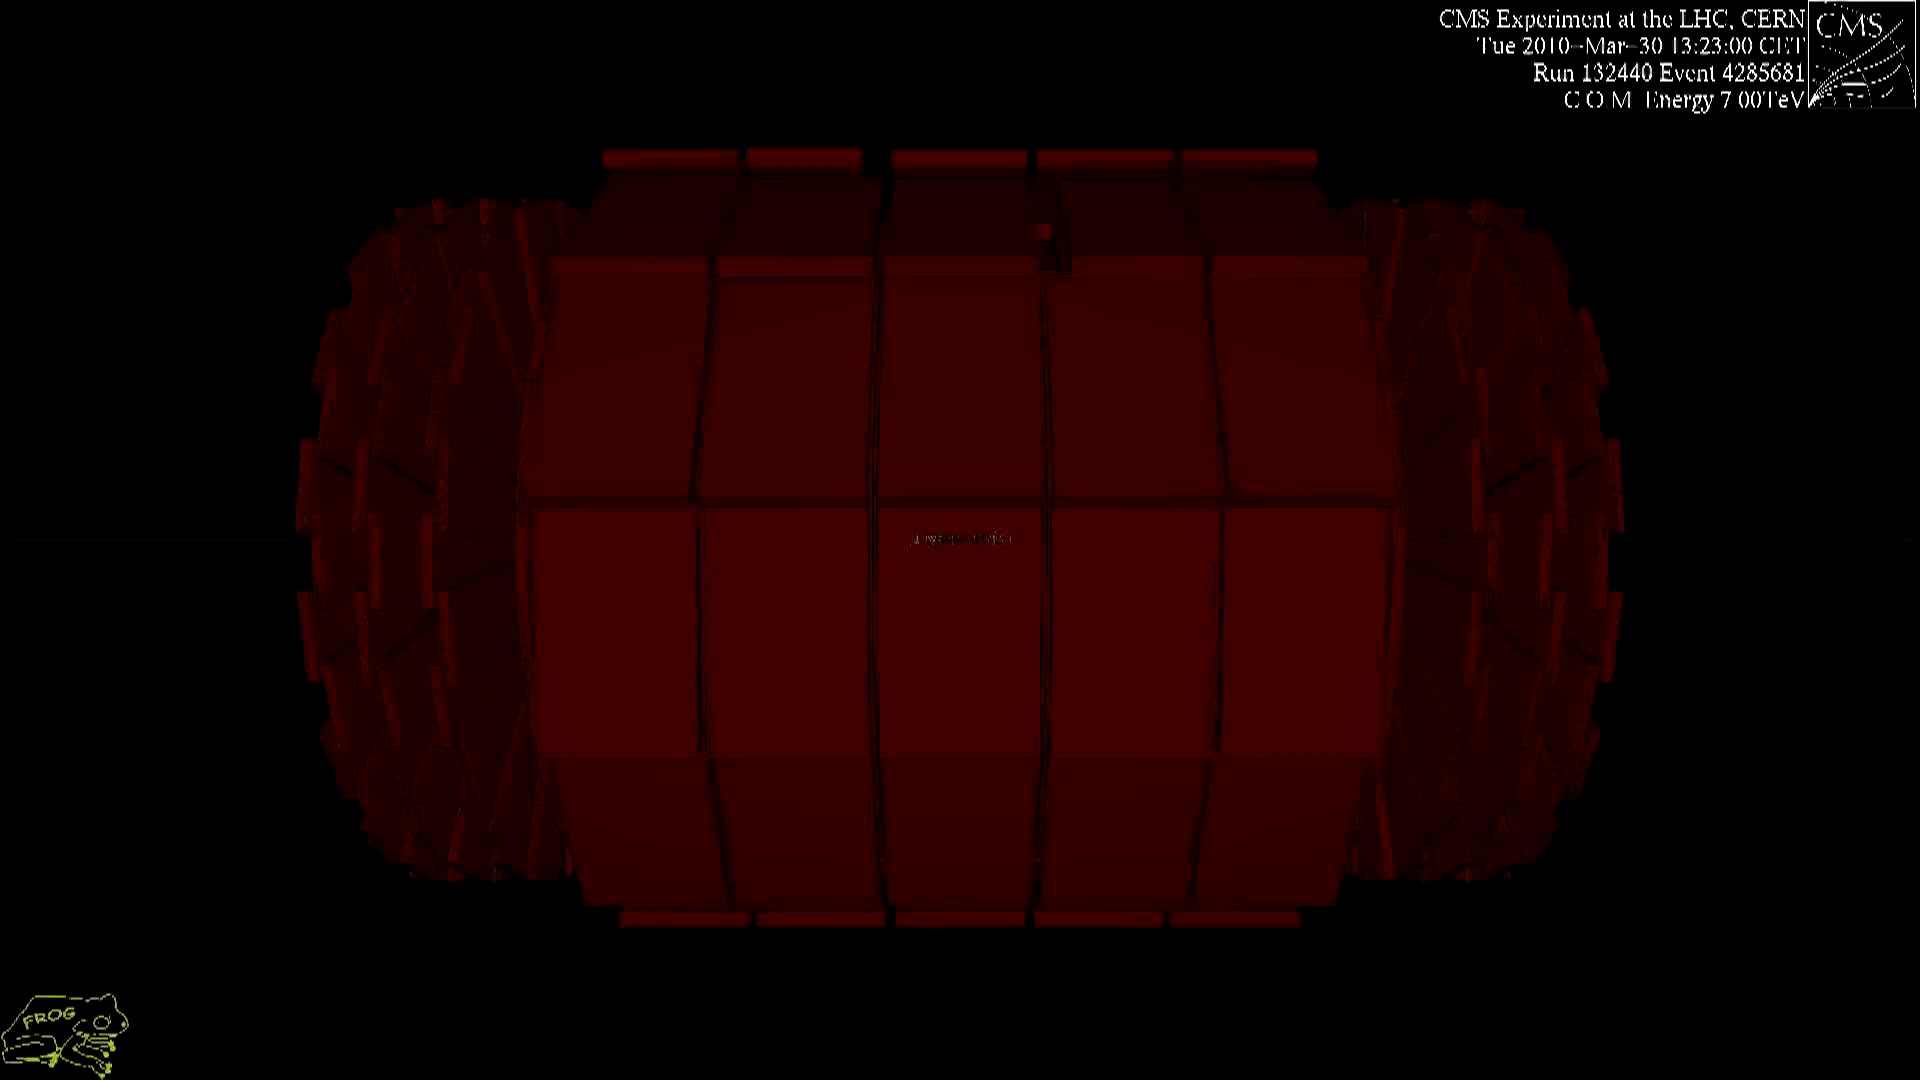 CMS Experiment at the LHC, CERN
Tue 2010-Mar-30 13:23:00 CET
Run 132440 Event 4285681
C O M Energy 7 00TeV
CMS
FROG